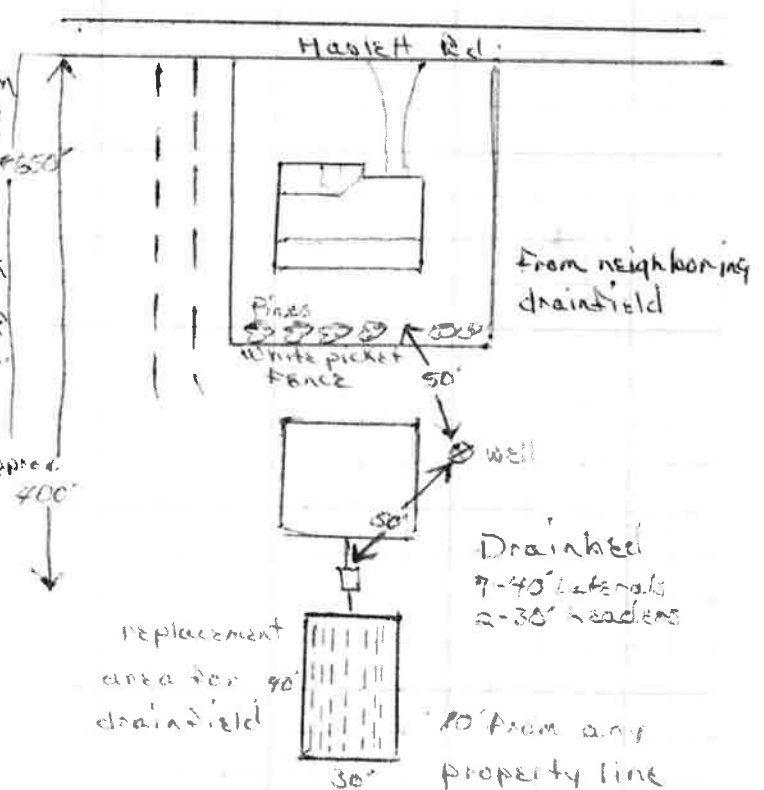 Haslett Rd.
650'
From neighboring
drainfield
Pines
White picket
Fence
50'
well
Approx.
400'
50'
Drainbed
7-40' Laterals
2-30' headers
replacement
area for
drainfield
40'
10' from any
property line
30'